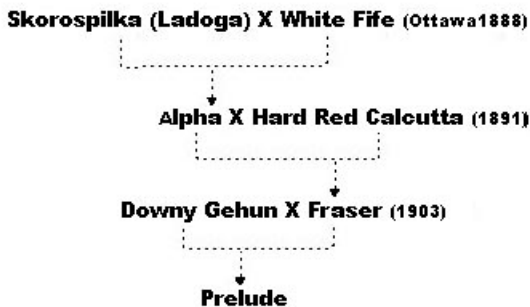 Skorospilka (Ladoga) X White Fife (Ottawa1888)
Alpha X Hard Red Calcutta (1891)
Downy Gehun X Fraser (1903)
Prelude